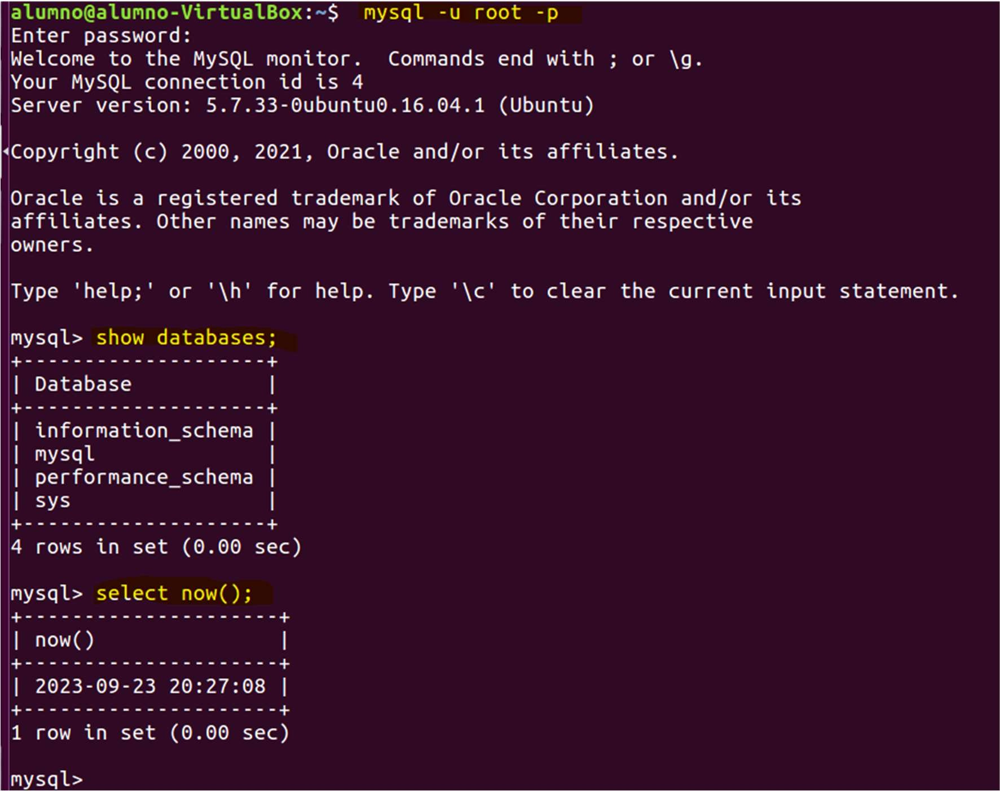 alumno@alumno-VirtualBox:~$  mysql -u root -p
Enter password:
Welcome to the MySQL monitor.  Commands end with ; or \g.
Your MySQL connection id is 4
Server version: 5.7.33-0ubuntu0.16.04.1 (Ubuntu)

Copyright (c) 2000, 2021, Oracle and/or its affiliates.

Oracle is a registered trademark of Oracle Corporation and/or its
affiliates. Other names may be trademarks of their respective
owners.

Type 'help;' or '\h' for help. Type '\c' to clear the current input statement.

mysql> show databases;
+--------------------+
| Database           |
+--------------------+
| information_schema |
| mysql              |
| performance_schema |
| sys                |
+--------------------+
4 rows in set (0.00 sec)

mysql> select now();
+---------------------+
| now()               |
+---------------------+
| 2023-09-23 20:27:08 |
+---------------------+
1 row in set (0.00 sec)

mysql>